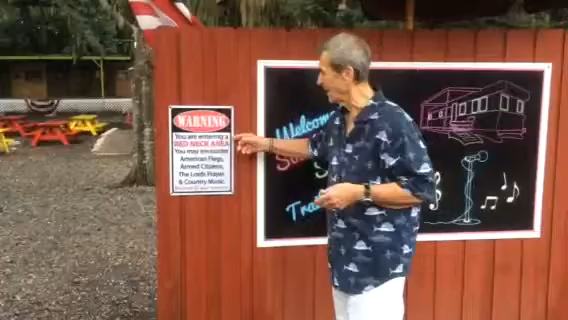 WARNING
You are entering a
RED NECK AREA
You may encounter
American Flags,
Armed Citizens,
The Lords Prayer
& Country Music
Welcome
Tra